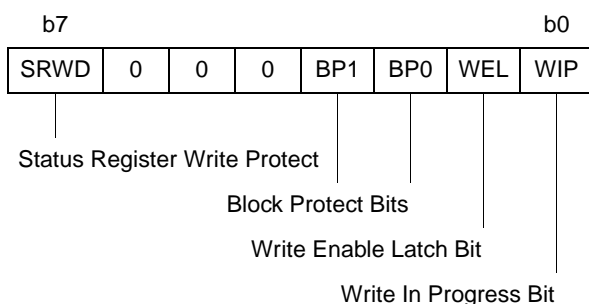 b7 b0
SRWD 0 0 0 BP1 BP0 WEL WIP
Status Register Write Protect
Block Protect Bits
Write Enable Latch Bit
Write In Progress Bit